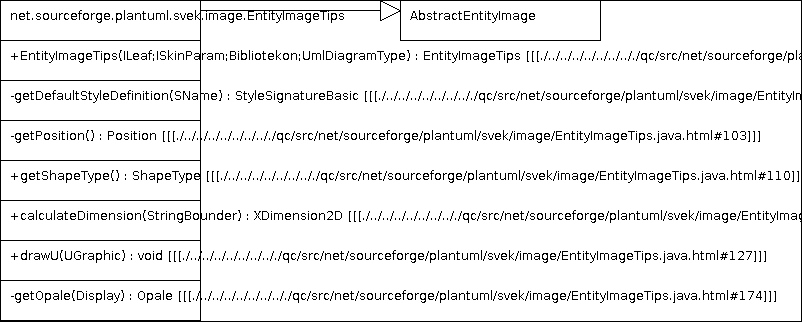 net.sourceforge.plantuml.svek.image.EntityImageTips
AbstractEntityImage
+EntityImageTips(ILeaf;ISkinParam;Bibliotekon;UmlDiagramType) : EntityImageTips [[[./../../../../../../../../qc/src/net/sourceforge/pla
-getDefaultStyleDefinition(SName) : StyleSignatureBasic [[[./../../../../../../../../qc/src/net/sourceforge/plantuml/svek/image/EntityIm
-getPosition() : Position [[[./../../../../../../../../qc/src/net/sourceforge/plantuml/svek/image/EntityImageTips.java.html#103]]]
+getShapeType() : ShapeType [[[./../../../../../../../../qc/src/net/sourceforge/plantuml/svek/image/EntityImageTips.java.html#110]]]
+calculateDimension(StringBounder) : XDimension2D [[[./../../../../../../../../qc/src/net/sourceforge/plantuml/svek/image/EntityImag
+drawU(UGraphic) : void [[[./../../../../../../../../qc/src/net/sourceforge/plantuml/svek/image/EntityImageTips.java.html#127]]]
-getOpale(Display) : Opale [[[./../../../../../../../../qc/src/net/sourceforge/plantuml/svek/image/EntityImageTips.java.html#174]]]